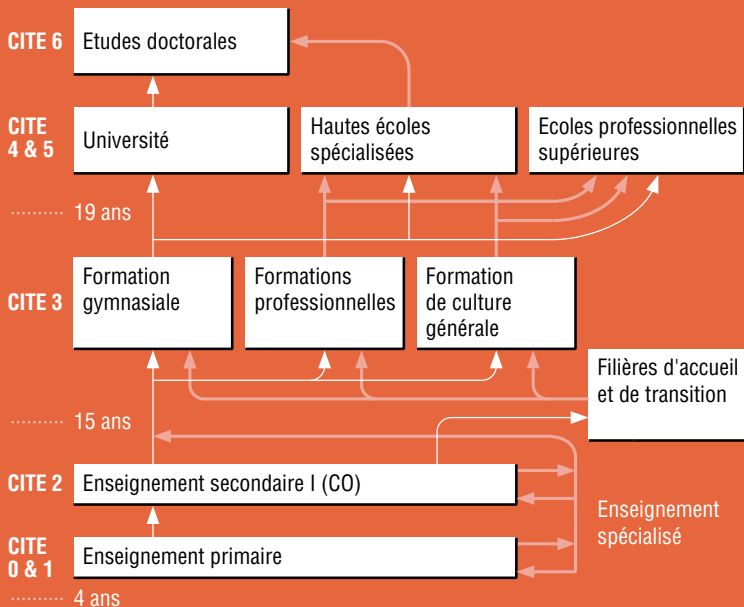 CITE 6
Etudes doctorales
CITE
4 & 5
Université
Hautes écoles
spécialisées
Ecoles professionnelles
supérieures
.......... 19 ans
CITE 3
Formation
gymnasiale
Formations
professionnelles
Formation
de culture
générale
Filières d'accueil
et de transition
.......... 15 ans
CITE 2
Enseignement secondaire I (CO)
Enseignement
spécialisé
CITE
0 & 1
Enseignement primaire
.......... 4 ans